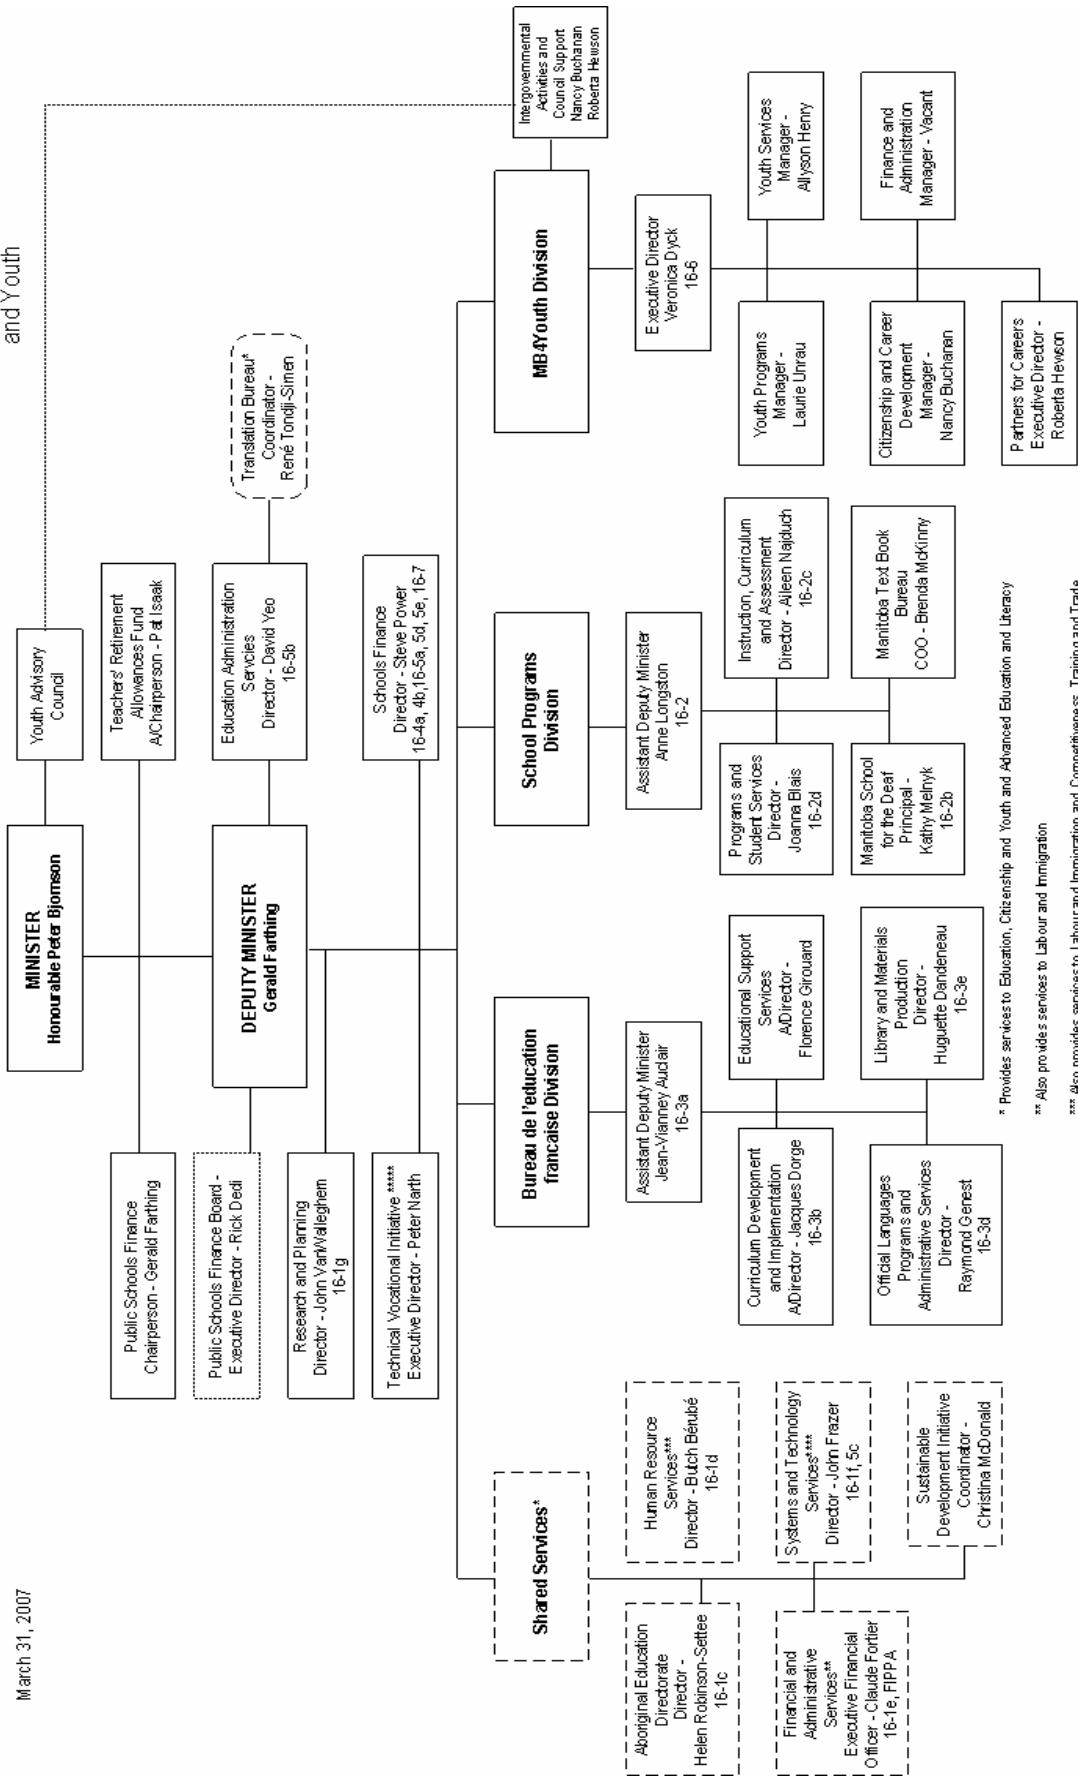 and Youth
March 31, 2007
MINISTER
Honourable Peter Bjornson
Youth Advisory
Council
Public Schools Finance
Chairperson - Gerald Farthing
Teachers' Retirement
Allowances Fund
A/Chairperson - Pat Isaak
Public Schools Finance Board -
Executive Director - Rick Dedi
DEPUTY MINISTER
Gerald Farthing
Education Administration
Servcies
Director - David Yeo
16-5b
Translation Bureau*
Coordinator -
René Tondji-Simen
Research and Planning
Director - John VanWalleghem
16-1g
Technical Vocational Initiative *****
Executive Director - Peter Narth
Schools Finance
Director - Steve Power
16-4a, 4b,16-5a, 5d, 5e, 16-7
Intergovernmental
Activities and
Council Support
Nancy Buchanan
Roberta Hewson
Shared Services*
Aboriginal Education
Directorate
Director -
Helen Robinson-Settee
16-1c
Human Resource
Services***
Director - Butch Bérubé
16-1d
Financial and
Administrative
Services**
Executive Financial
Officer - Claude Fortier
16-1e, FIPPA
Systems and Technology
Services****
Director - John Frazer
16-1f, 5c
Sustainable
Development Initiative
Coordinator -
Christina McDonald
Bureau de l'education
francaise Division
Assistant Deputy Minister
Jean-Vianney Auclair
16-3a
Curriculum Development
and Implementation
A/Director - Jacques Dorge
16-3b
Educational Support
Services
A/Director -
Florence Girouard
Official Languages
Programs and
Administrative Services
Director -
Raymond Genest
16-3d
Library and Materials
Production
Director -
Huguette Dandeneau
16-3e
School Programs
Division
Assistant Deputy Minister
Anne Longston
16-2
Programs and
Student Services
Director -
Joanna Blais
16-2d
Instruction, Curriculum
and Assessment
Director - Aileen Najduch
16-2c
Manitoba School
for the Deaf
Principal -
Kathy Melnyk
16-2b
Manitoba Text Book
Bureau
COO - Brenda McKinny
MB4Youth Division
Executive Director
Veronica Dyck
16-6
Youth Programs
Manager -
Laurie Unrau
Youth Services
Manager -
Allyson Henry
Citizenship and Career
Development
Manager -
Nancy Buchanan
Finance and
Administration
Manager - Vacant
Partners for Careers
Executive Director -
Roberta Hewson
* Provides services to Education, Citizenship and Youth and Advanced Education and Literacy
** Also provides services to Labour and Immigration
*** Also provides services to Labour and Immigration and Competitiveness, Training and Trade